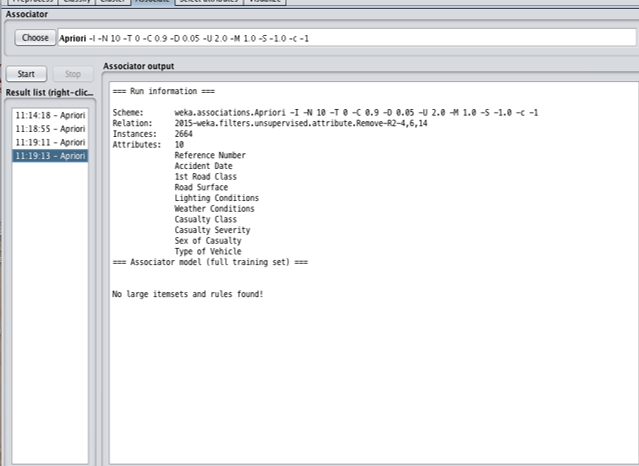 Preprocess Classify Cluster Associate Select attributes Visualize
Associator
Choose Apriori -I -N 10 -T 0 -C 0.9 -D 0.05 -U 2.0 -M 1.0 -S -1.0 -c -1
Start Stop
Result list (right-clic...
11:14:18 - Apriori
11:18:55 - Apriori
11:19:11 - Apriori
11:19:13 - Apriori
Associator output
=== Run information ===
Scheme: weka.associations.Apriori -I -N 10 -T 0 -C 0.9 -D 0.05 -U 2.0 -M 1.0 -S -1.0 -c -1
Relation: 2015-weka.filters.unsupervised.attribute.Remove-R2-4,6,14
Instances: 2664
Attributes: 10
Reference Number
Accident Date
1st Road Class
Road Surface
Lighting Conditions
Weather Conditions
Casualty Class
Casualty Severity
Sex of Casualty
Type of Vehicle
=== Associator model (full training set) ===
No large itemsets and rules found!